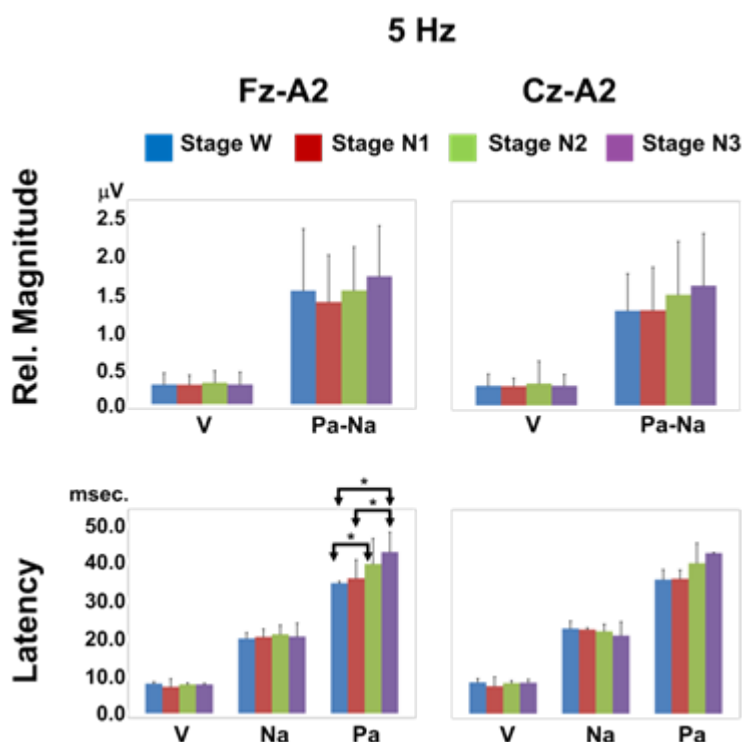 5 Hz
Fz-A2 Cz-A2
Stage W Stage N1 Stage N2 Stage N3
Rel. Magnitude
µV
2.5
2.0
1.5
1.0
0.5
0.0
V Pa-Na V Pa-Na
Latency
msec.
* 
*
*
50.0
40.0
30.0
20.0
10.0
0.0
V Na Pa V Na Pa